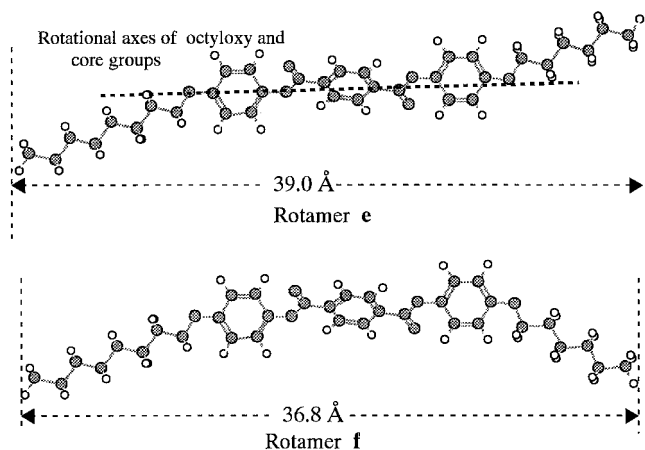 Rotational axes of octyloxy and
core groups
39.0 Å
Rotamer e
36.8 Å
Rotamer f